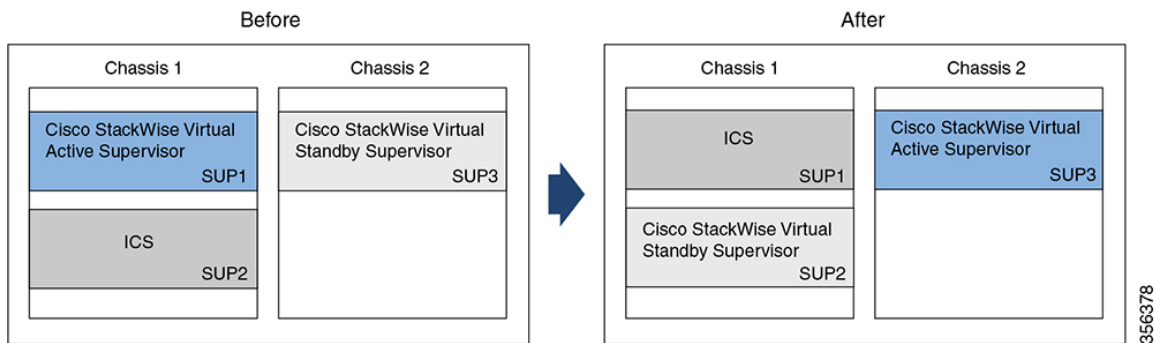 Before
Chassis 1
Chassis 2
Cisco StackWise Virtual
Active Supervisor
SUP1
Cisco StackWise Virtual
Standby Supervisor
SUP3
ICS
SUP2
After
Chassis 1
Chassis 2
ICS
SUP1
Cisco StackWise Virtual
Active Supervisor
SUP3
Cisco StackWise Virtual
Standby Supervisor
SUP2
356378